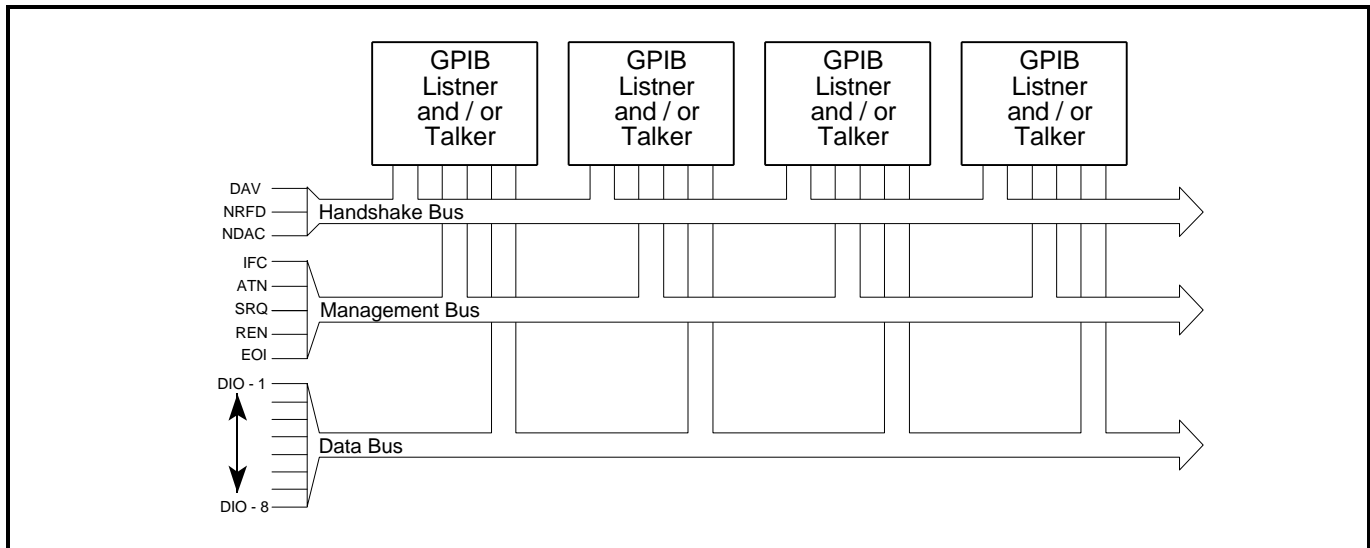 GPIB
Listner
and / or
Talker
GPIB
Listner
and / or
Talker
GPIB
Listner
and / or
Talker
GPIB
Listner
and / or
Talker
DAV
NRFD
NDAC
Handshake Bus
IFC
ATN
SRQ
REN
EOI
Management Bus
DIO - 1
DIO - 8
Data Bus